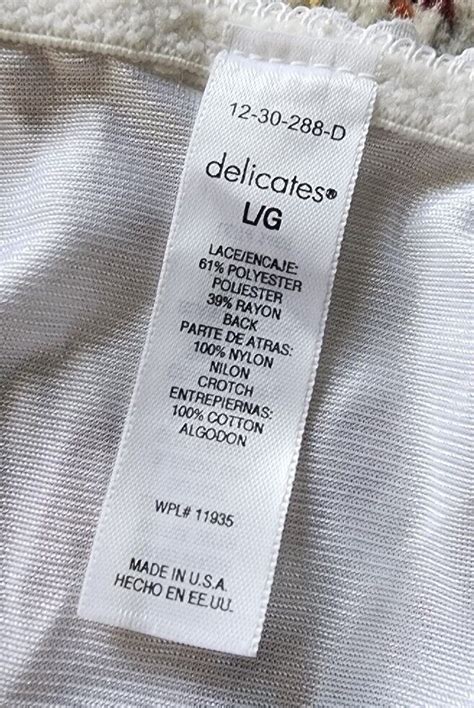 12-30-288-D
delicates®
L/G
LACE/ENCAJE:
61% POLYESTER
POLIESTER
39% RAYON
BACK
PARTE DE ATRAS:
100% NYLON
NILON
CROTCH
ENTREPIERNAS:
100% COTTON
ALGODON
WPL# 11935
MADE IN U.S.A.
HECHO EN EE.UU.